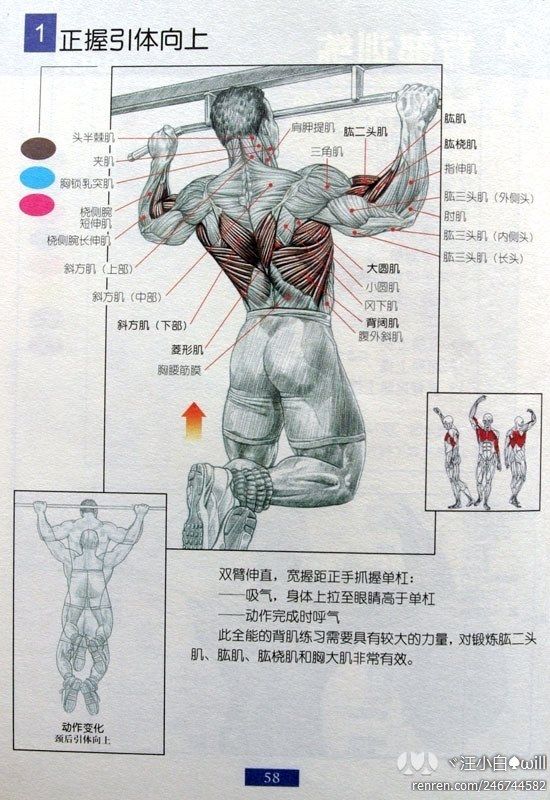 1
正握引体向上
头半棘肌
夹肌
胸锁乳突肌
桡侧腕
短伸肌
桡侧腕长伸肌
斜方肌（上部）
斜方肌（中部）
斜方肌（下部）
菱形肌
胸腰筋膜
肩胛提肌
肱二头肌
三角肌
肱肌
肱桡肌
指伸肌
肱三头肌（外侧头）
肘肌
肱三头肌（内侧头）
肱三头肌（长头）
大圆肌
小圆肌
冈下肌
背阔肌
腹外斜肌
双臂伸直，宽握距正手抓握单杠：
——吸气，身体上拉至眼睛高于单杠
——动作完成时呼气
此全能的背肌练习需要具有较大的力量，对锻炼肱二头
肌、肱肌、肱桡肌和胸大肌非常有效。
动作变化
颈后引体向上
58
ヾ汪小白♠ωill
renren.com/246744582